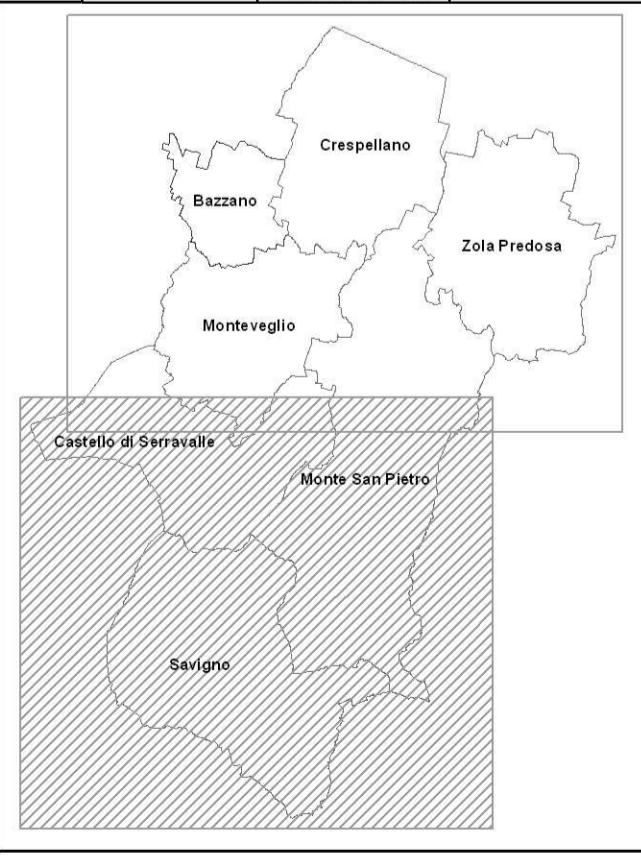 Crespellano
Bazzano
Zola Predosa
Monteveglio
Castello di Serravalle
Monte San Pietro
Savigno